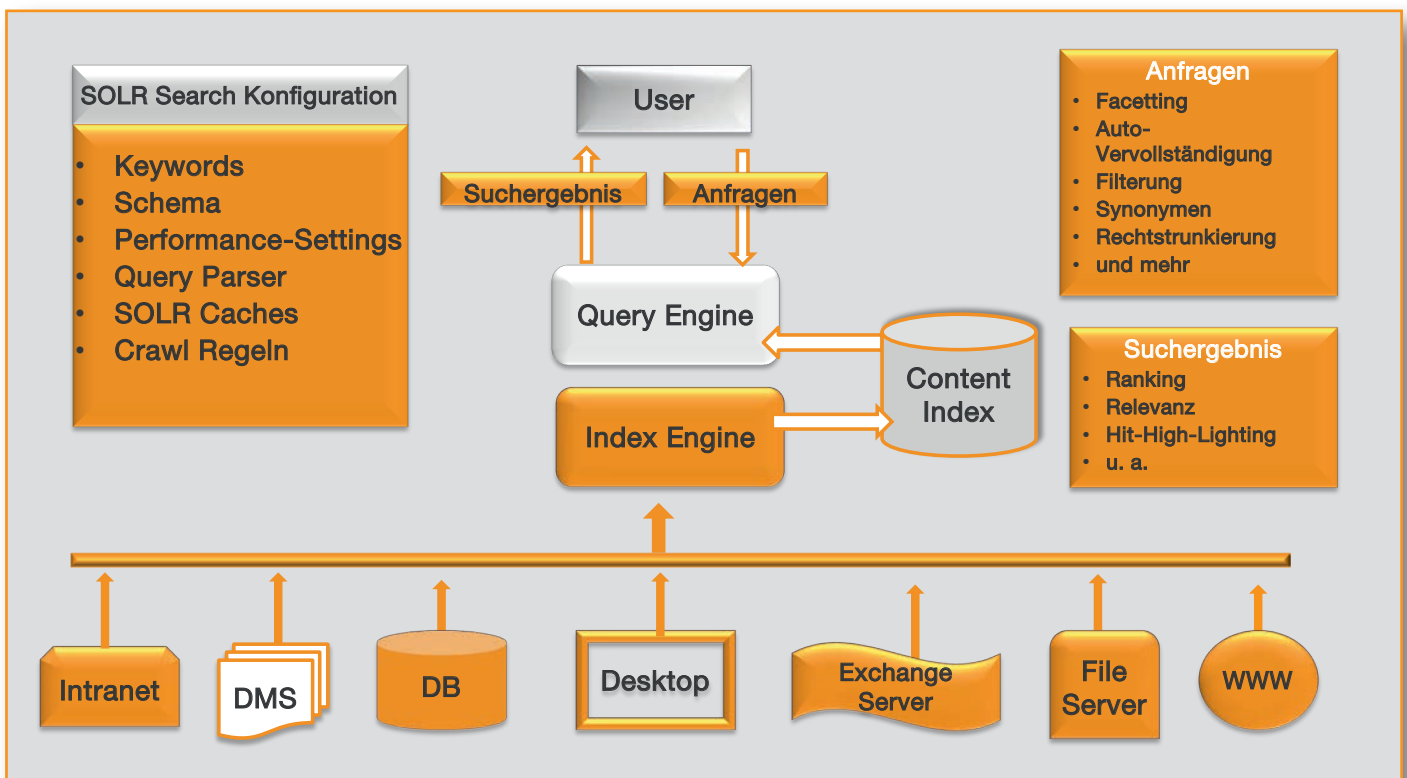 SOLR Search Konfiguration
• Keywords
• Schema
• Performance-Settings
• Query Parser
• SOLR Caches
• Crawl Regeln
User
Suchergebnis
Anfragen
Query Engine
Index Engine
Content
Index
Anfragen
• Facetting
• Auto-
Vervollständigung
• Filterung
• Synonymen
• Rechtstrunkierung
• und mehr
Suchergebnis
• Ranking
• Relevanz
• Hit-High-Lighting
• u. a.
Intranet
DMS
DB
Desktop
Exchange
Server
File
Server
WWW